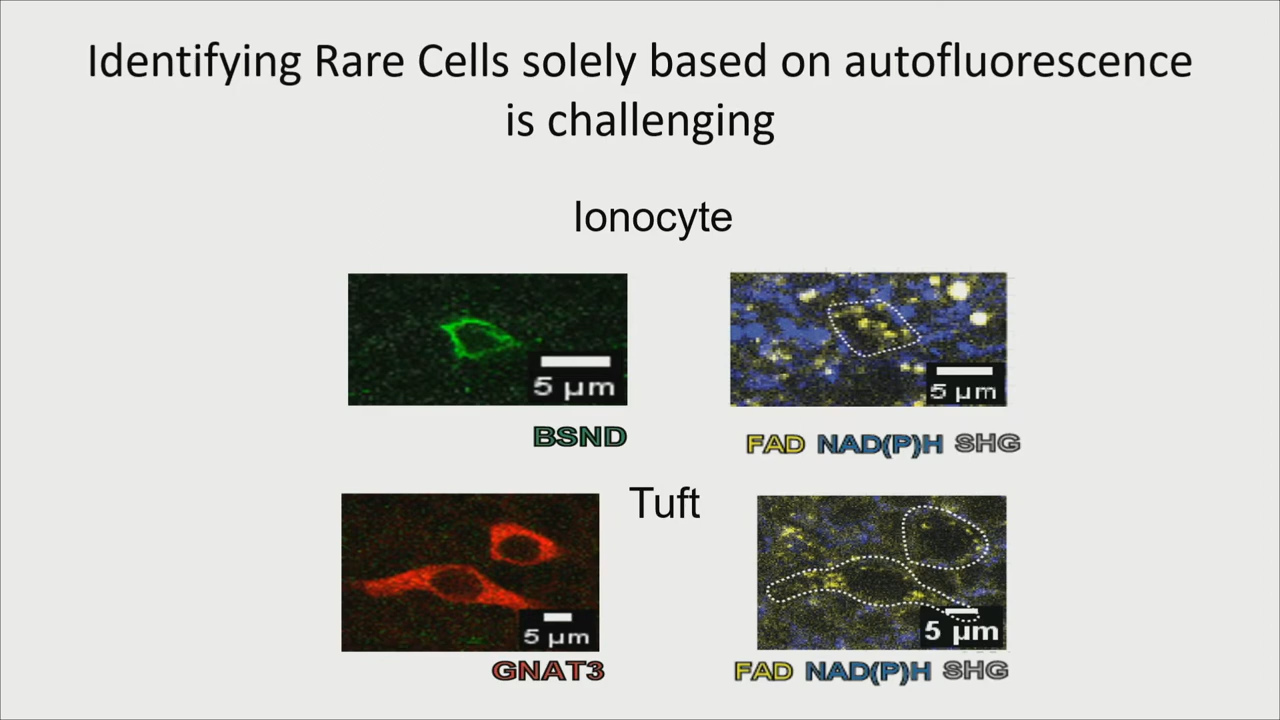 Identifying Rare Cells solely based on autofluorescence
is challenging
Ionocyte
5 µm
5 µm
BSND
FAD NAD(P)H SHG
Tuft
5 µm
5 µm
GNAT3
FAD NAD(P)H SHG